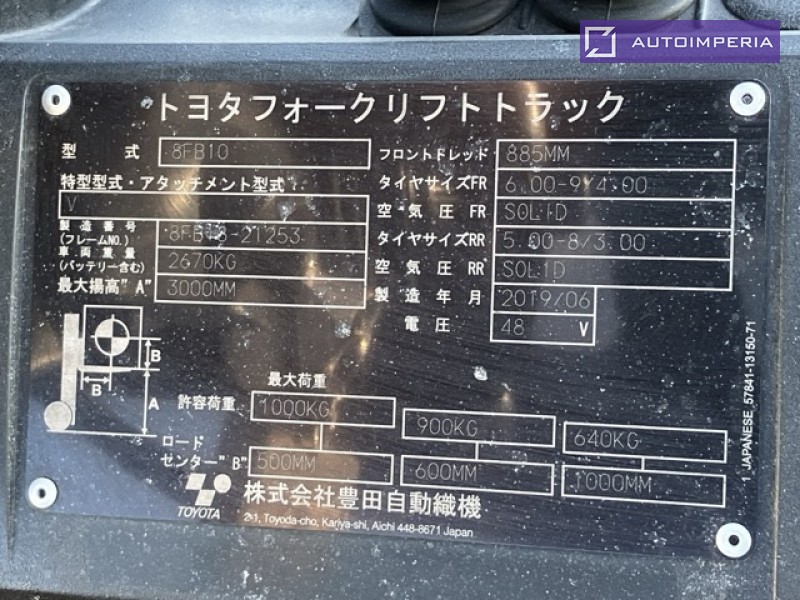 AUTOIMPERIA
トヨタフォークリフトトラック
型 式 8FB10
特型型式・アタッチメント型式
V
製造番号
(フレームNO.) 8FB18-21253
車両重量
(バッテリー含む) 2670KG
最大揚高"A" 3000MM
フロントトレッド 885MM
タイヤサイズFR 6.00-9/4.00
空気圧FR SOLID
タイヤサイズRR 5.00-8/3.00
空気圧RR SOLID
製造年月 2019/06
電圧 48 V
B
B
A
最大荷重
許容荷重 1000KG 900KG 640KG
ロード
センター"B" 500MM 600MM 1000MM
TOYOTA
株式会社豊田自動織機
2-1, Toyoda-cho, Kariya-shi, Aichi 448-8671 Japan
1 JAPANESE 57841-13150-71